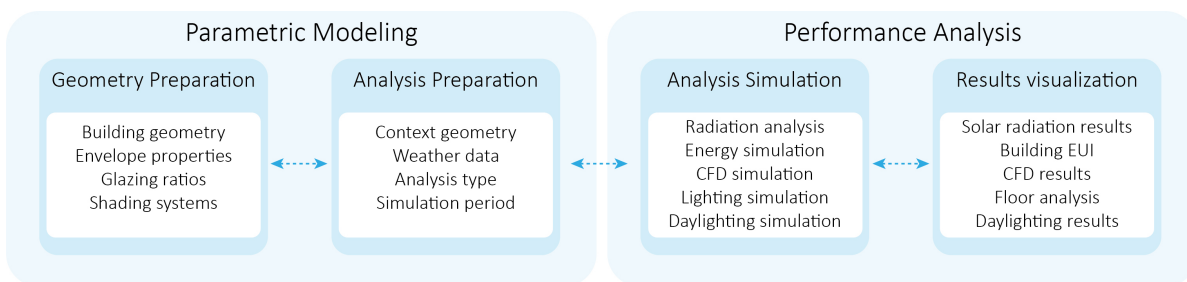 Parametric Modeling
Geometry Preparation
Building geometry
Envelope properties
Glazing ratios
Shading systems
Analysis Preparation
Context geometry
Weather data
Analysis type
Simulation period
Performance Analysis
Analysis Simulation
Radiation analysis
Energy simulation
CFD simulation
Lighting simulation
Daylighting simulation
Results visualization
Solar radiation results
Building EUI
CFD results
Floor analysis
Daylighting results